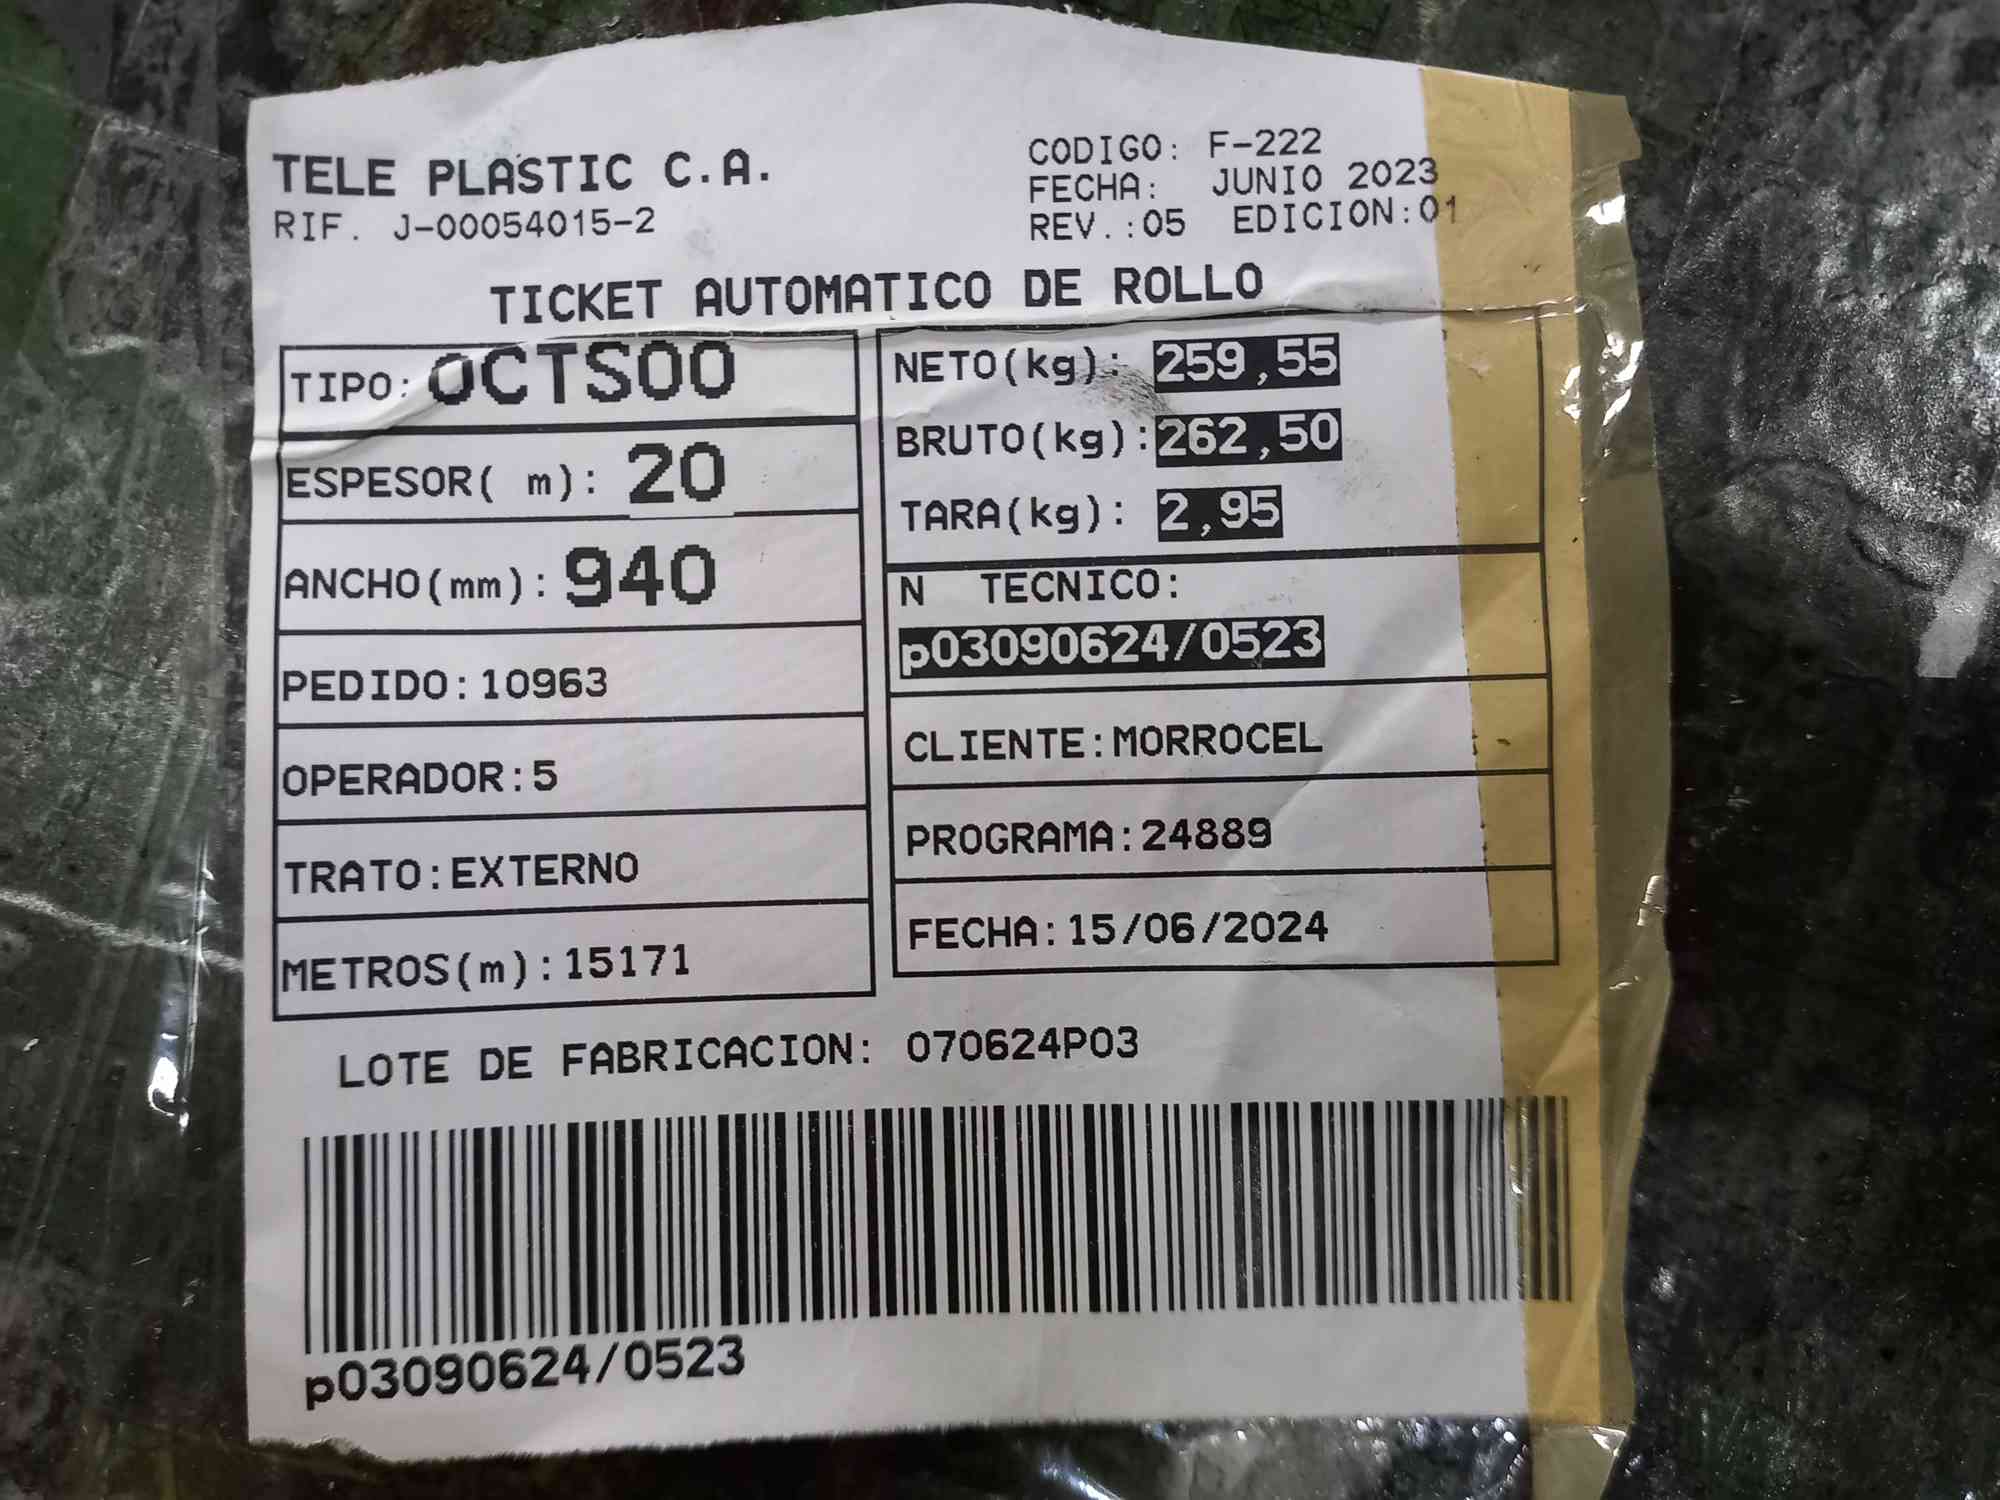 TELE PLASTIC C.A.
RIF. J-00054015-2
CODIGO: F-222
FECHA: JUNIO 2023
REV.:05 EDICION:01
TICKET AUTOMATICO DE ROLLO
TIPO: OCTS00
ESPESOR( m): 20
ANCHO(mm): 940
PEDIDO:10963
OPERADOR:5
TRATO:EXTERNO
METROS(m):15171
NETO(kg): 259,55
BRUTO(kg):262,50
TARA(kg): 2,95
N TECNICO:
p03090624/0523
CLIENTE:MORROCEL
PROGRAMA:24889
FECHA:15/06/2024
LOTE DE FABRICACION: 070624P03
p03090624/0523